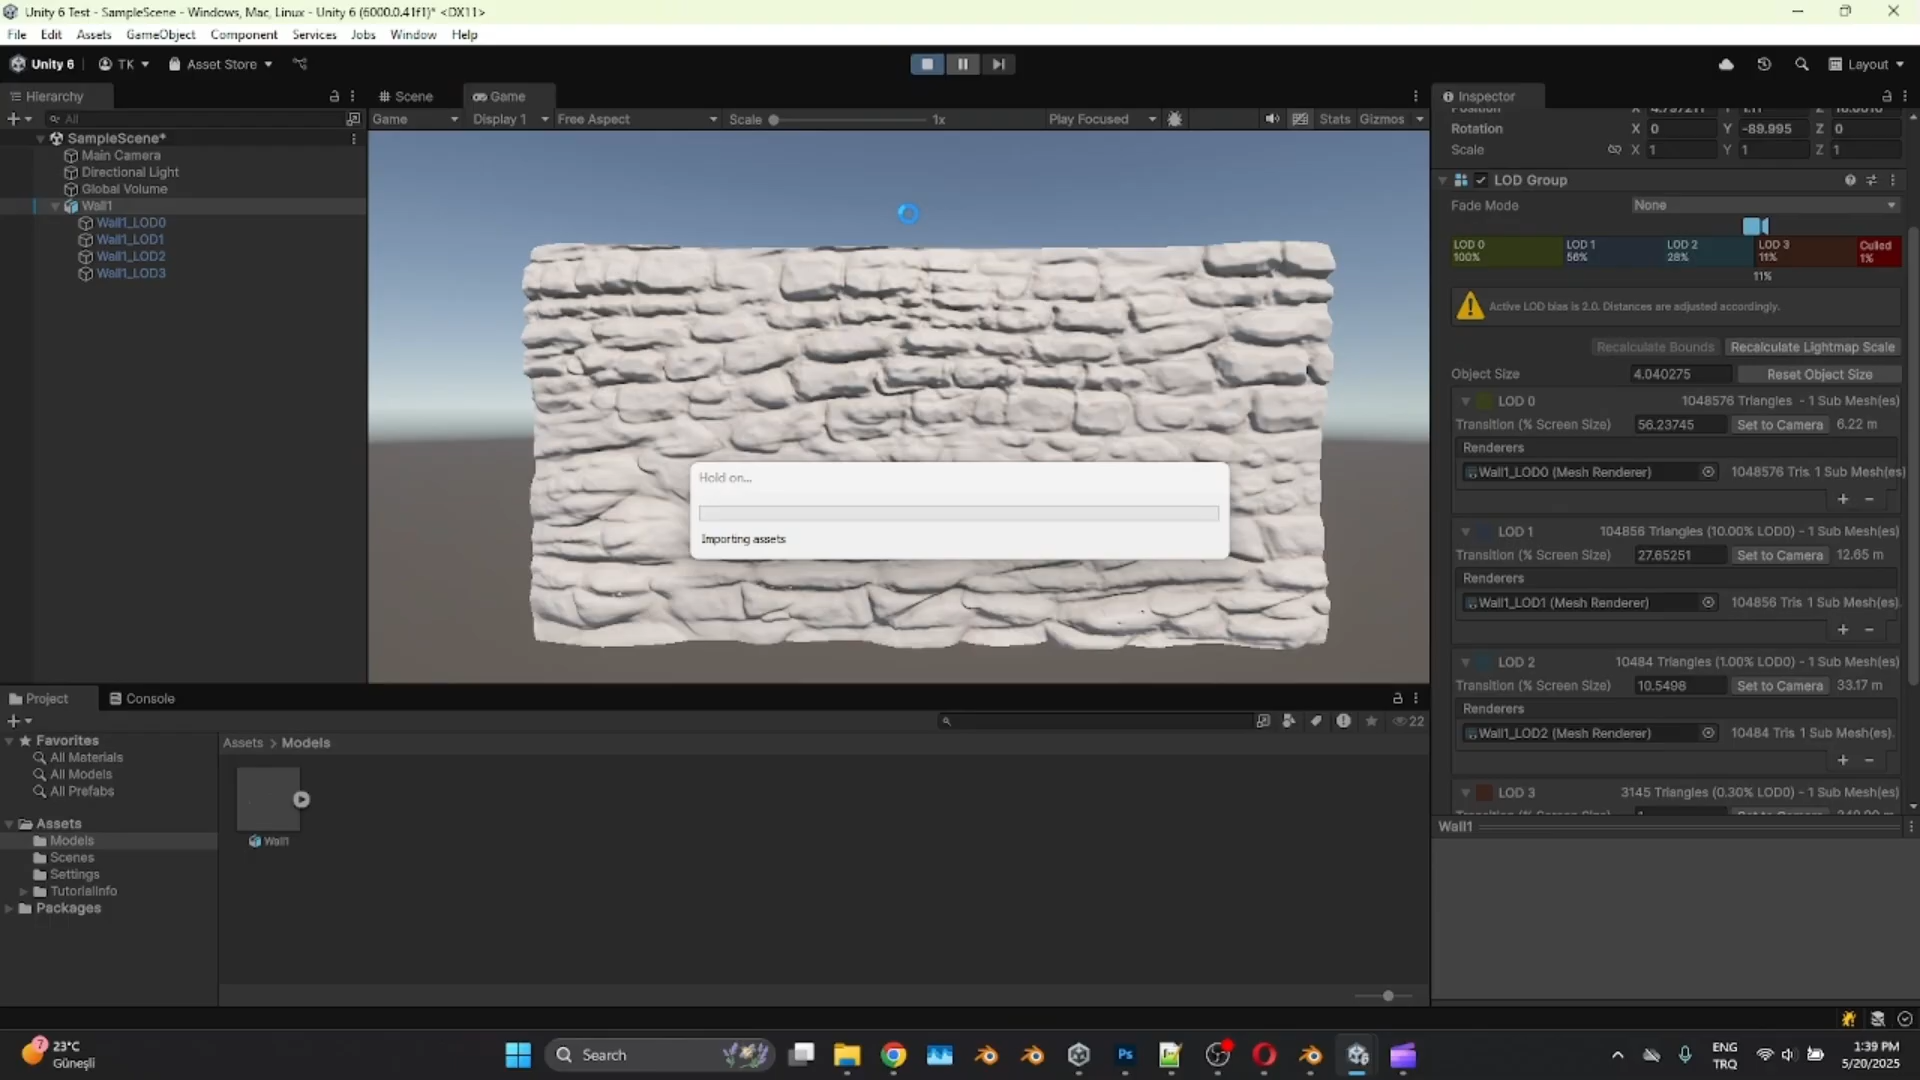 Unity 6 Test - SampleScene - Windows, Mac, Linux - Unity 6 (6000.0.41f1)* <DX11>
File Edit Assets GameObject Component Services Jobs Window Help
Unity 6 TK Asset Store Layout
Hierarchy
All
SampleScene*
Main Camera
Directional Light
Global Volume
Wall1
Wall1_LOD0
Wall1_LOD1
Wall1_LOD2
Wall1_LOD3
Scene Game
Game Display 1 Free Aspect Scale 1x Play Focused Stats Gizmos
Hold on...
Importing assets
Inspector
Rotation X 0 Y -89.995 Z 0
Scale X 1 Y 1 Z 1
LOD Group
Fade Mode None
LOD 0 LOD 1 LOD 2 LOD 3 Culled
100% 56% 28% 11% 1%
11%
Active LOD bias is 2.0. Distances are adjusted accordingly.
Recalculate Bounds Recalculate Lightmap Scale
Object Size 4.040275 Reset Object Size
LOD 0 1048576 Triangles - 1 Sub Mesh(es)
Transition (% Screen Size) 56.23745 Set to Camera 6.22 m
Renderers
Wall1_LOD0 (Mesh Renderer) 1048576 Tris 1 Sub Mesh(es)
LOD 1 104856 Triangles (10.00% LOD0) - 1 Sub Mesh(es)
Transition (% Screen Size) 27.65251 Set to Camera 12.65 m
Renderers
Wall1_LOD1 (Mesh Renderer) 104856 Tris 1 Sub Mesh(es).
LOD 2 10484 Triangles (1.00% LOD0) - 1 Sub Mesh(es)
Transition (% Screen Size) 10.5498 Set to Camera 33.17 m
Renderers
Wall1_LOD2 (Mesh Renderer) 10484 Tris 1 Sub Mesh(es).
LOD 3 3145 Triangles (0.30% LOD0) - 1 Sub Mesh(es)
Wall1
Project Console
22
Favorites
All Materials
All Models
All Prefabs
Assets
Models
Scenes
Settings
TutorialInfo
Packages
Assets > Models
Wall1
7
23°C
Güneşli
Search
Ps
ENG
TRQ
1:39 PM
5/20/2025